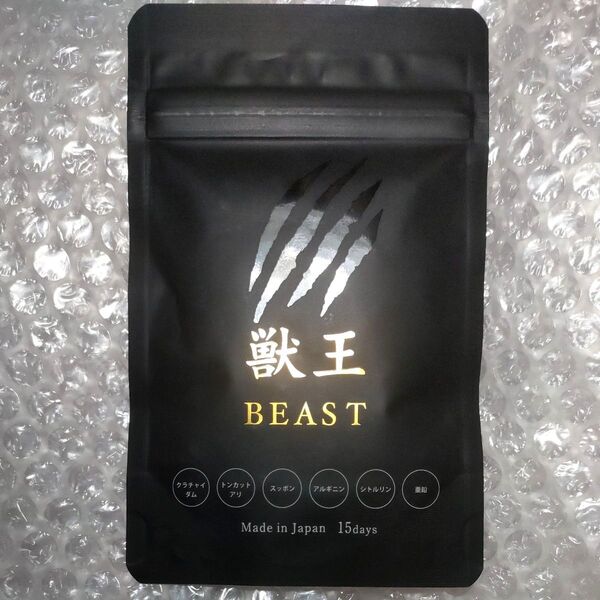 獣王
BEAST
クラチャイ
ダム
トンカット
アリ
スッポン
アルギニン
シトルリン
亜鉛
Made in Japan 15days